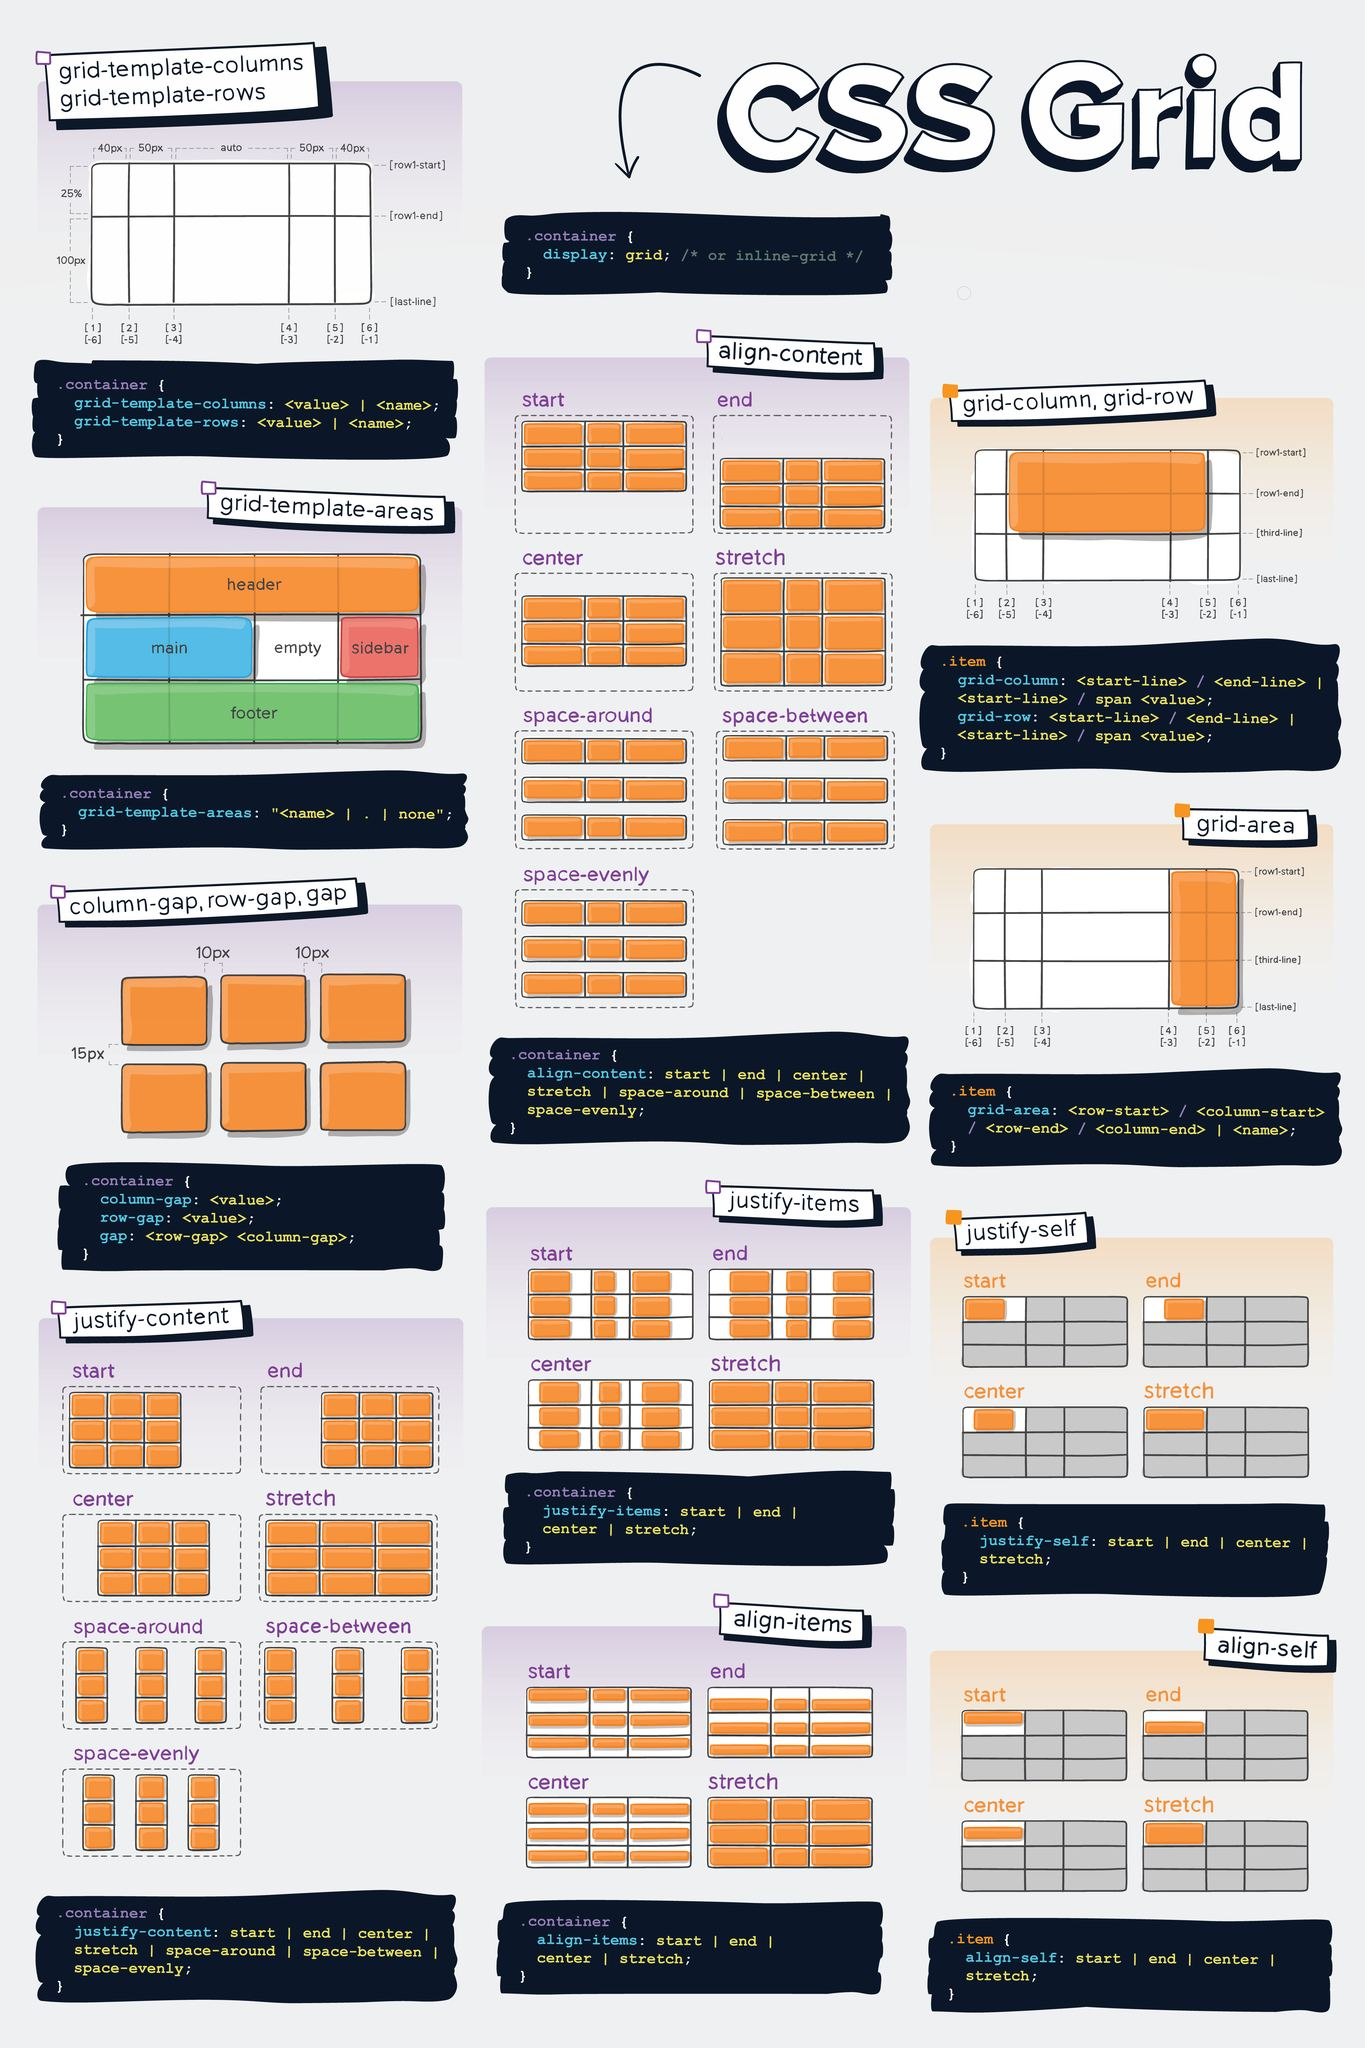 CSS Grid
.container {
display: grid; /* or inline-grid */
}
grid-template-columns
grid-template-rows
40px 50px auto 50px 40px
[row1-start]
25%
[row1-end]
100px
[last-line]
[1] [2] [3] [4] [5] [6]
[-6] [-5] [-4] [-3] [-2] [-1]
.container {
grid-template-columns: <value> | <name>;
grid-template-rows: <value> | <name>;
}
grid-template-areas
header
main empty sidebar
footer
.container {
grid-template-areas: "<name> | . | none";
}
column-gap, row-gap, gap
10px 10px
15px
.container {
column-gap: <value>;
row-gap: <value>;
gap: <row-gap> <column-gap>;
}
justify-content
start end
center stretch
space-around space-between
space-evenly
.container {
justify-content: start | end | center |
stretch | space-around | space-between |
space-evenly;
}
align-content
start end
center stretch
space-around space-between
space-evenly
.container {
align-content: start | end | center |
stretch | space-around | space-between |
space-evenly;
}
justify-items
start end
center stretch
.container {
justify-items: start | end |
center | stretch;
}
align-items
start end
center stretch
.container {
align-items: start | end |
center | stretch;
}
grid-column, grid-row
[row1-start]
[row1-end]
[third-line]
[last-line]
[1] [2] [3] [4] [5] [6]
[-6] [-5] [-4] [-3] [-2] [-1]
.item {
grid-column: <start-line> / <end-line> |
<start-line> / span <value>;
grid-row: <start-line> / <end-line> |
<start-line> / span <value>;
}
grid-area
[row1-start]
[row1-end]
[third-line]
[last-line]
[1] [2] [3] [4] [5] [6]
[-6] [-5] [-4] [-3] [-2] [-1]
.item {
grid-area: <row-start> / <column-start>
/ <row-end> / <column-end> | <name>;
}
justify-self
start end
center stretch
.item {
justify-self: start | end | center |
stretch;
}
align-self
start end
center stretch
.item {
align-self: start | end | center |
stretch;
}